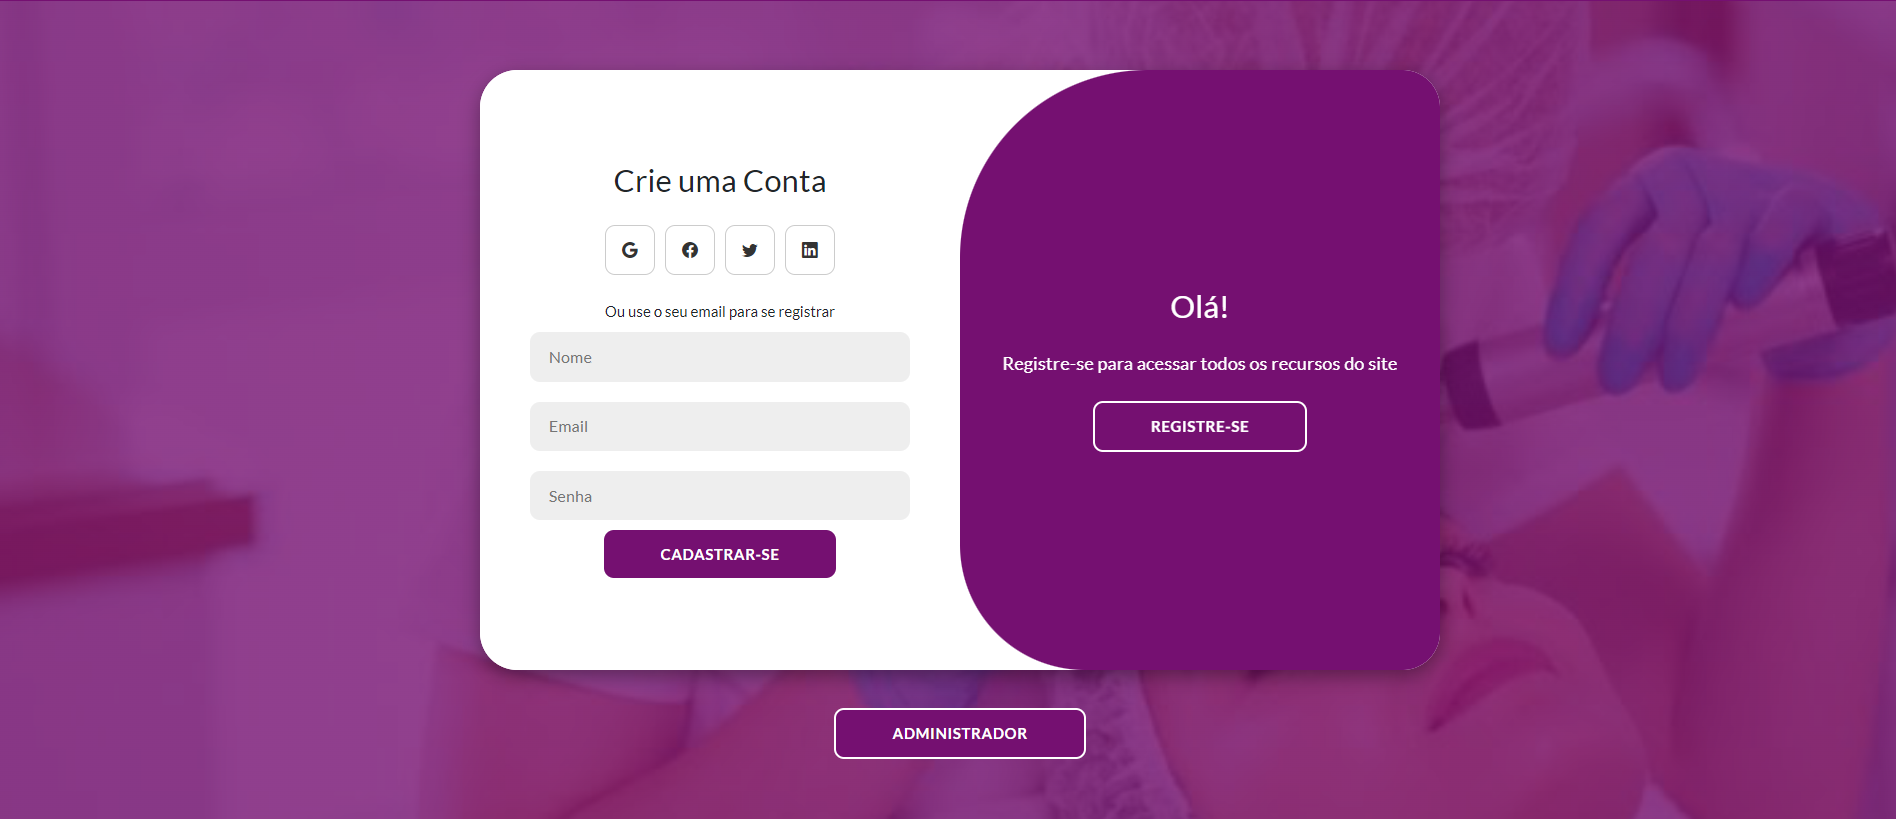 Crie uma Conta
Ou use o seu email para se registrar
Nome
Email
Senha
CADASTRAR-SE
Olá!
Registre-se para acessar todos os recursos do site
REGISTRE-SE
ADMINISTRADOR